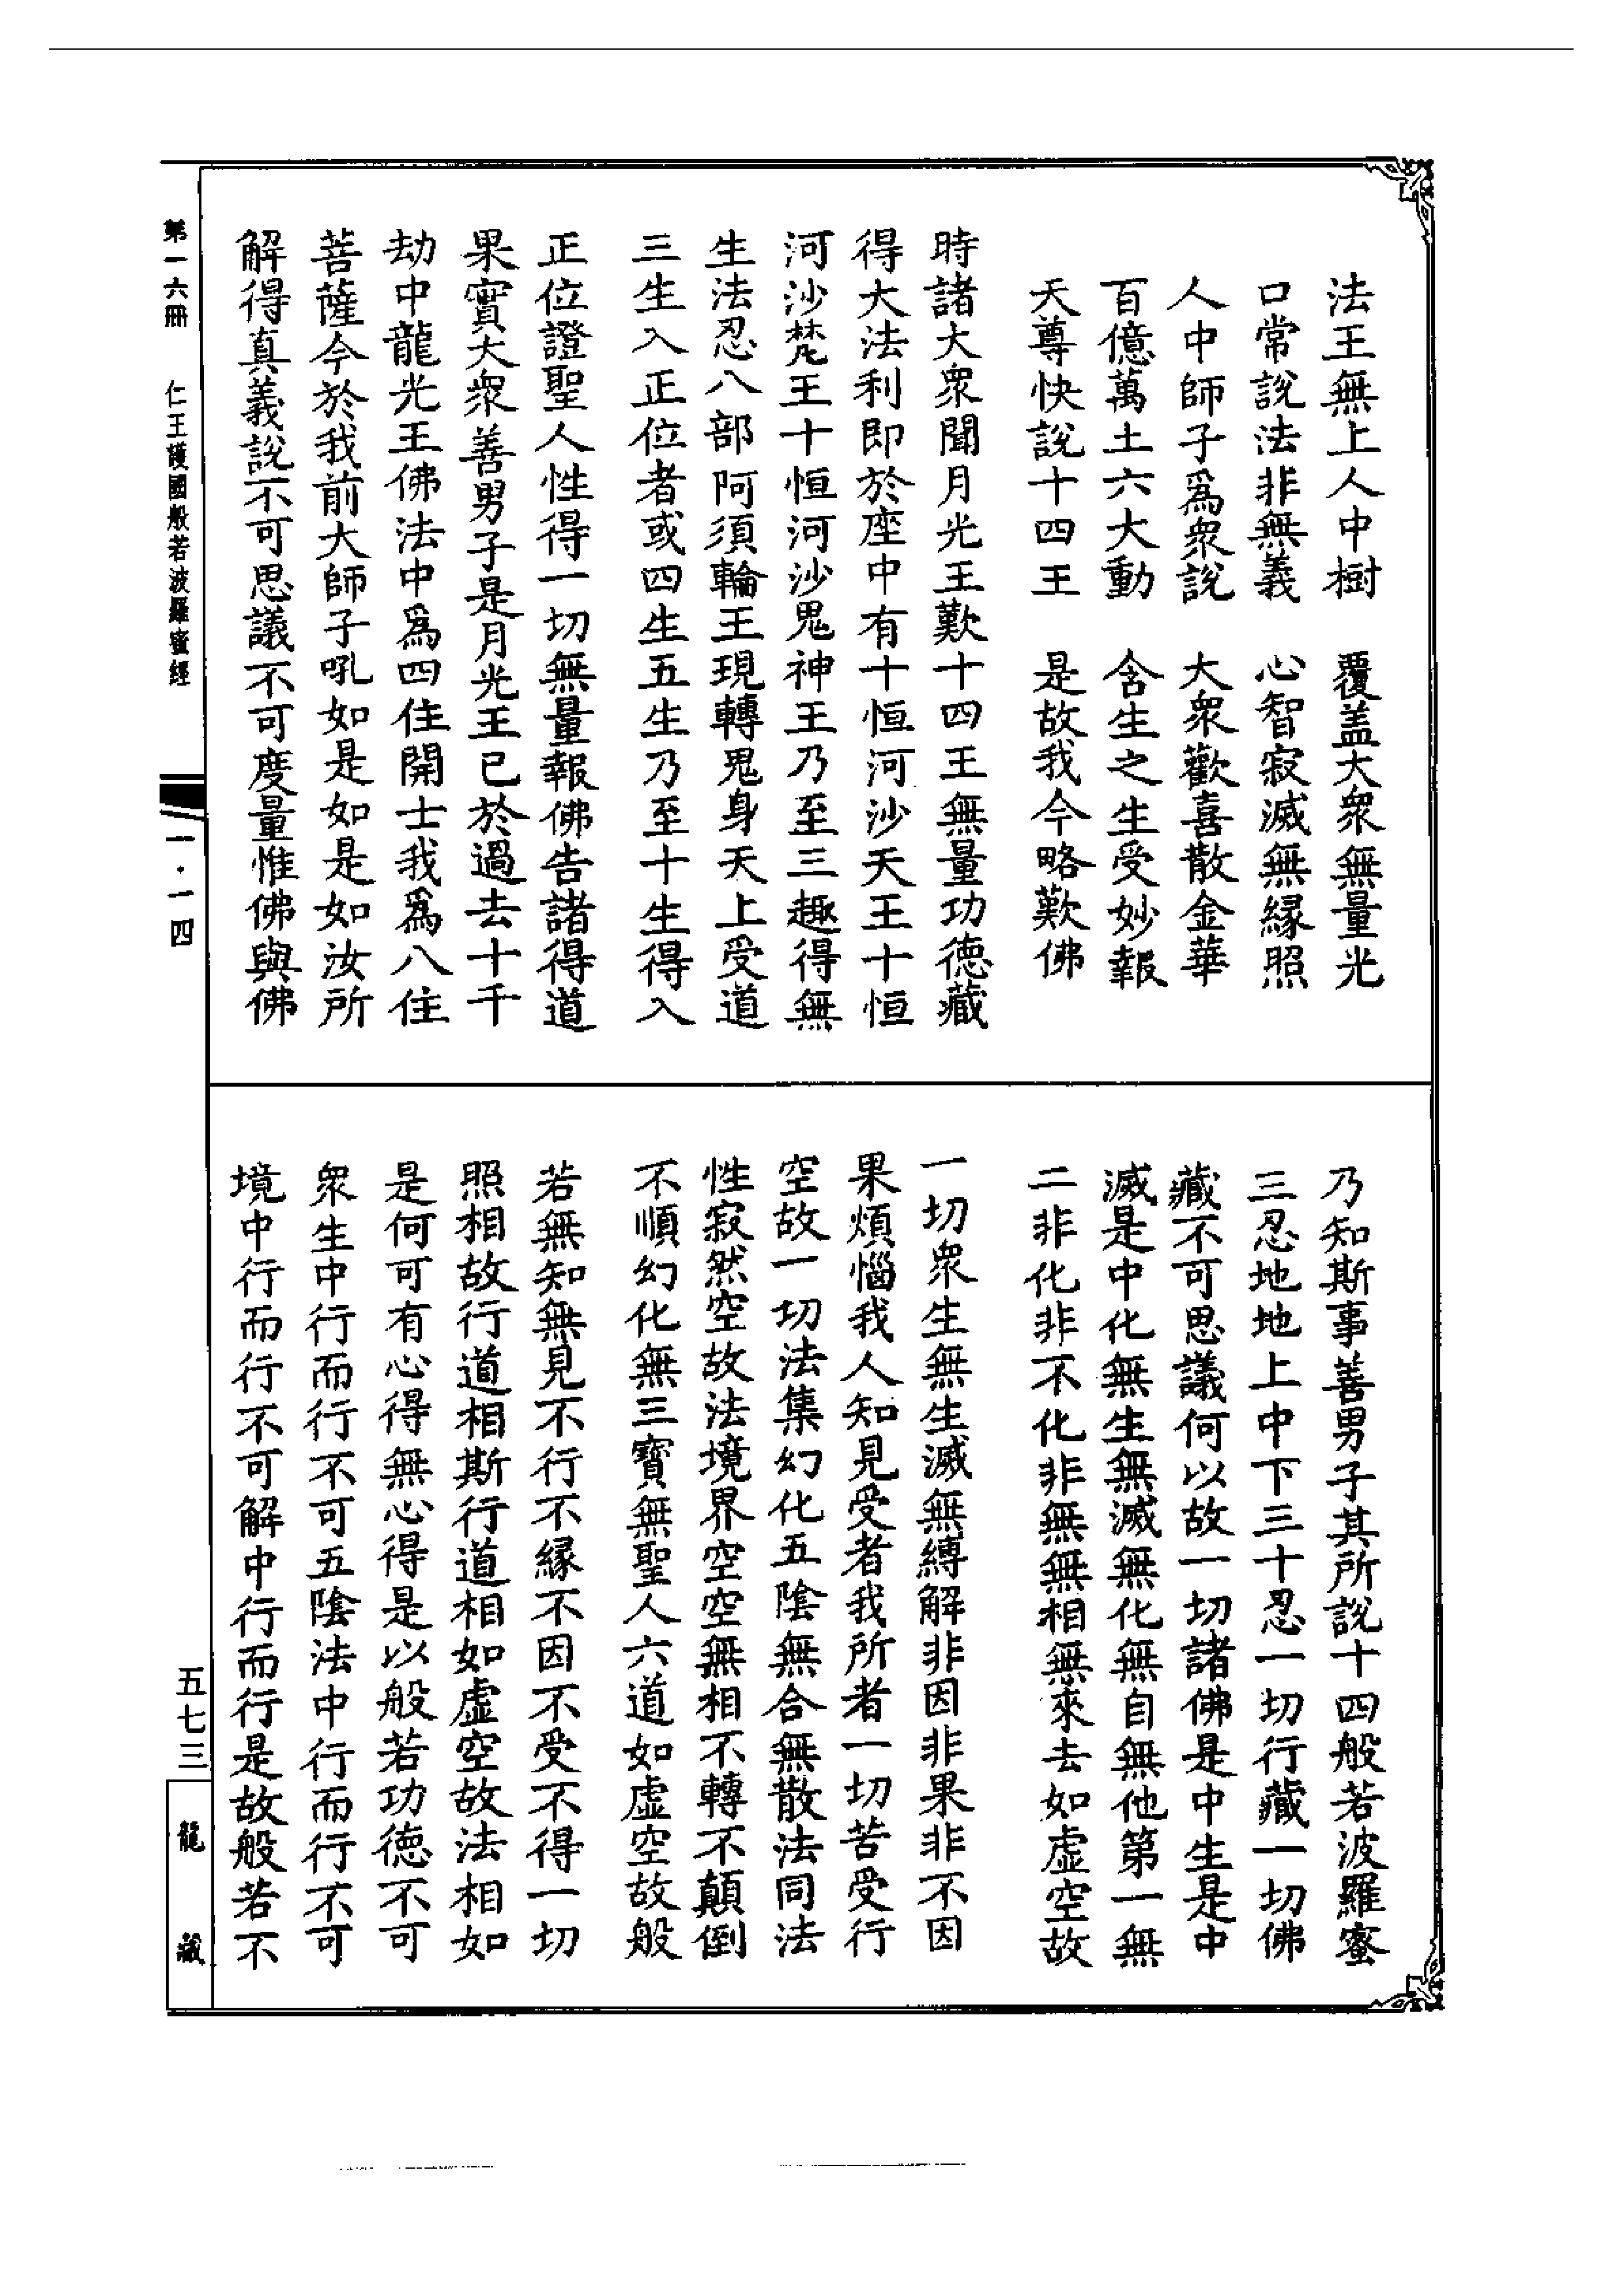 法王無上人中樹　覆盖大衆無量光
口常說法非無義　心智寂滅無緣照
人中師子爲衆說　大衆歡喜散金華
百億萬土六大動　含生之生受妙報
天尊快說十四王　是故我今略歎佛
時諸大衆聞月光王歎十四王無量功德藏
得大法利即於座中有十恒河沙天王十恒
河沙梵王十恒河沙鬼神王乃至三趣得無
生法忍八部阿須輪王現轉鬼身天上受道
三生入正位者或四生五生乃至十生得入
正位證聖人性得一切無量報佛告諸得道
果實大衆善男子是月光王已於過去十千
劫中龍光王佛法中爲四住開士我爲八住
菩薩今於我前大師子吼如是如是如汝所
解得真義說不可思議不可度量惟佛與佛
乃知斯事善男子其所說十四般若波羅蜜
三忍地地上中下三十忍一切行藏一切佛
藏不可思議何以故一切諸佛是中生是中
滅是中化無生無滅無化無自無他第一無
二非化非不化非無無相無來去如虛空故
一切衆生無生滅無縛解非因非果非不因
果煩惱我人知見受者我所者一切苦受行
空故一切法集幻化五陰無合無散法同法
性寂然空故法境界空空無相不轉不顛倒
不順幻化無三寶無聖人六道如虛空故般
若無知無見不行不緣不因不受不得一切
照相故行道相斯行道相如虛空故法相如
是何可有心得無心得是以般若功德不可
衆生中行而行不可五陰法中行而行不可
境中行而行不可解中行而行是故般若不
第一六冊　仁王護國般若波羅蜜經
一·一四
五七三
龍藏